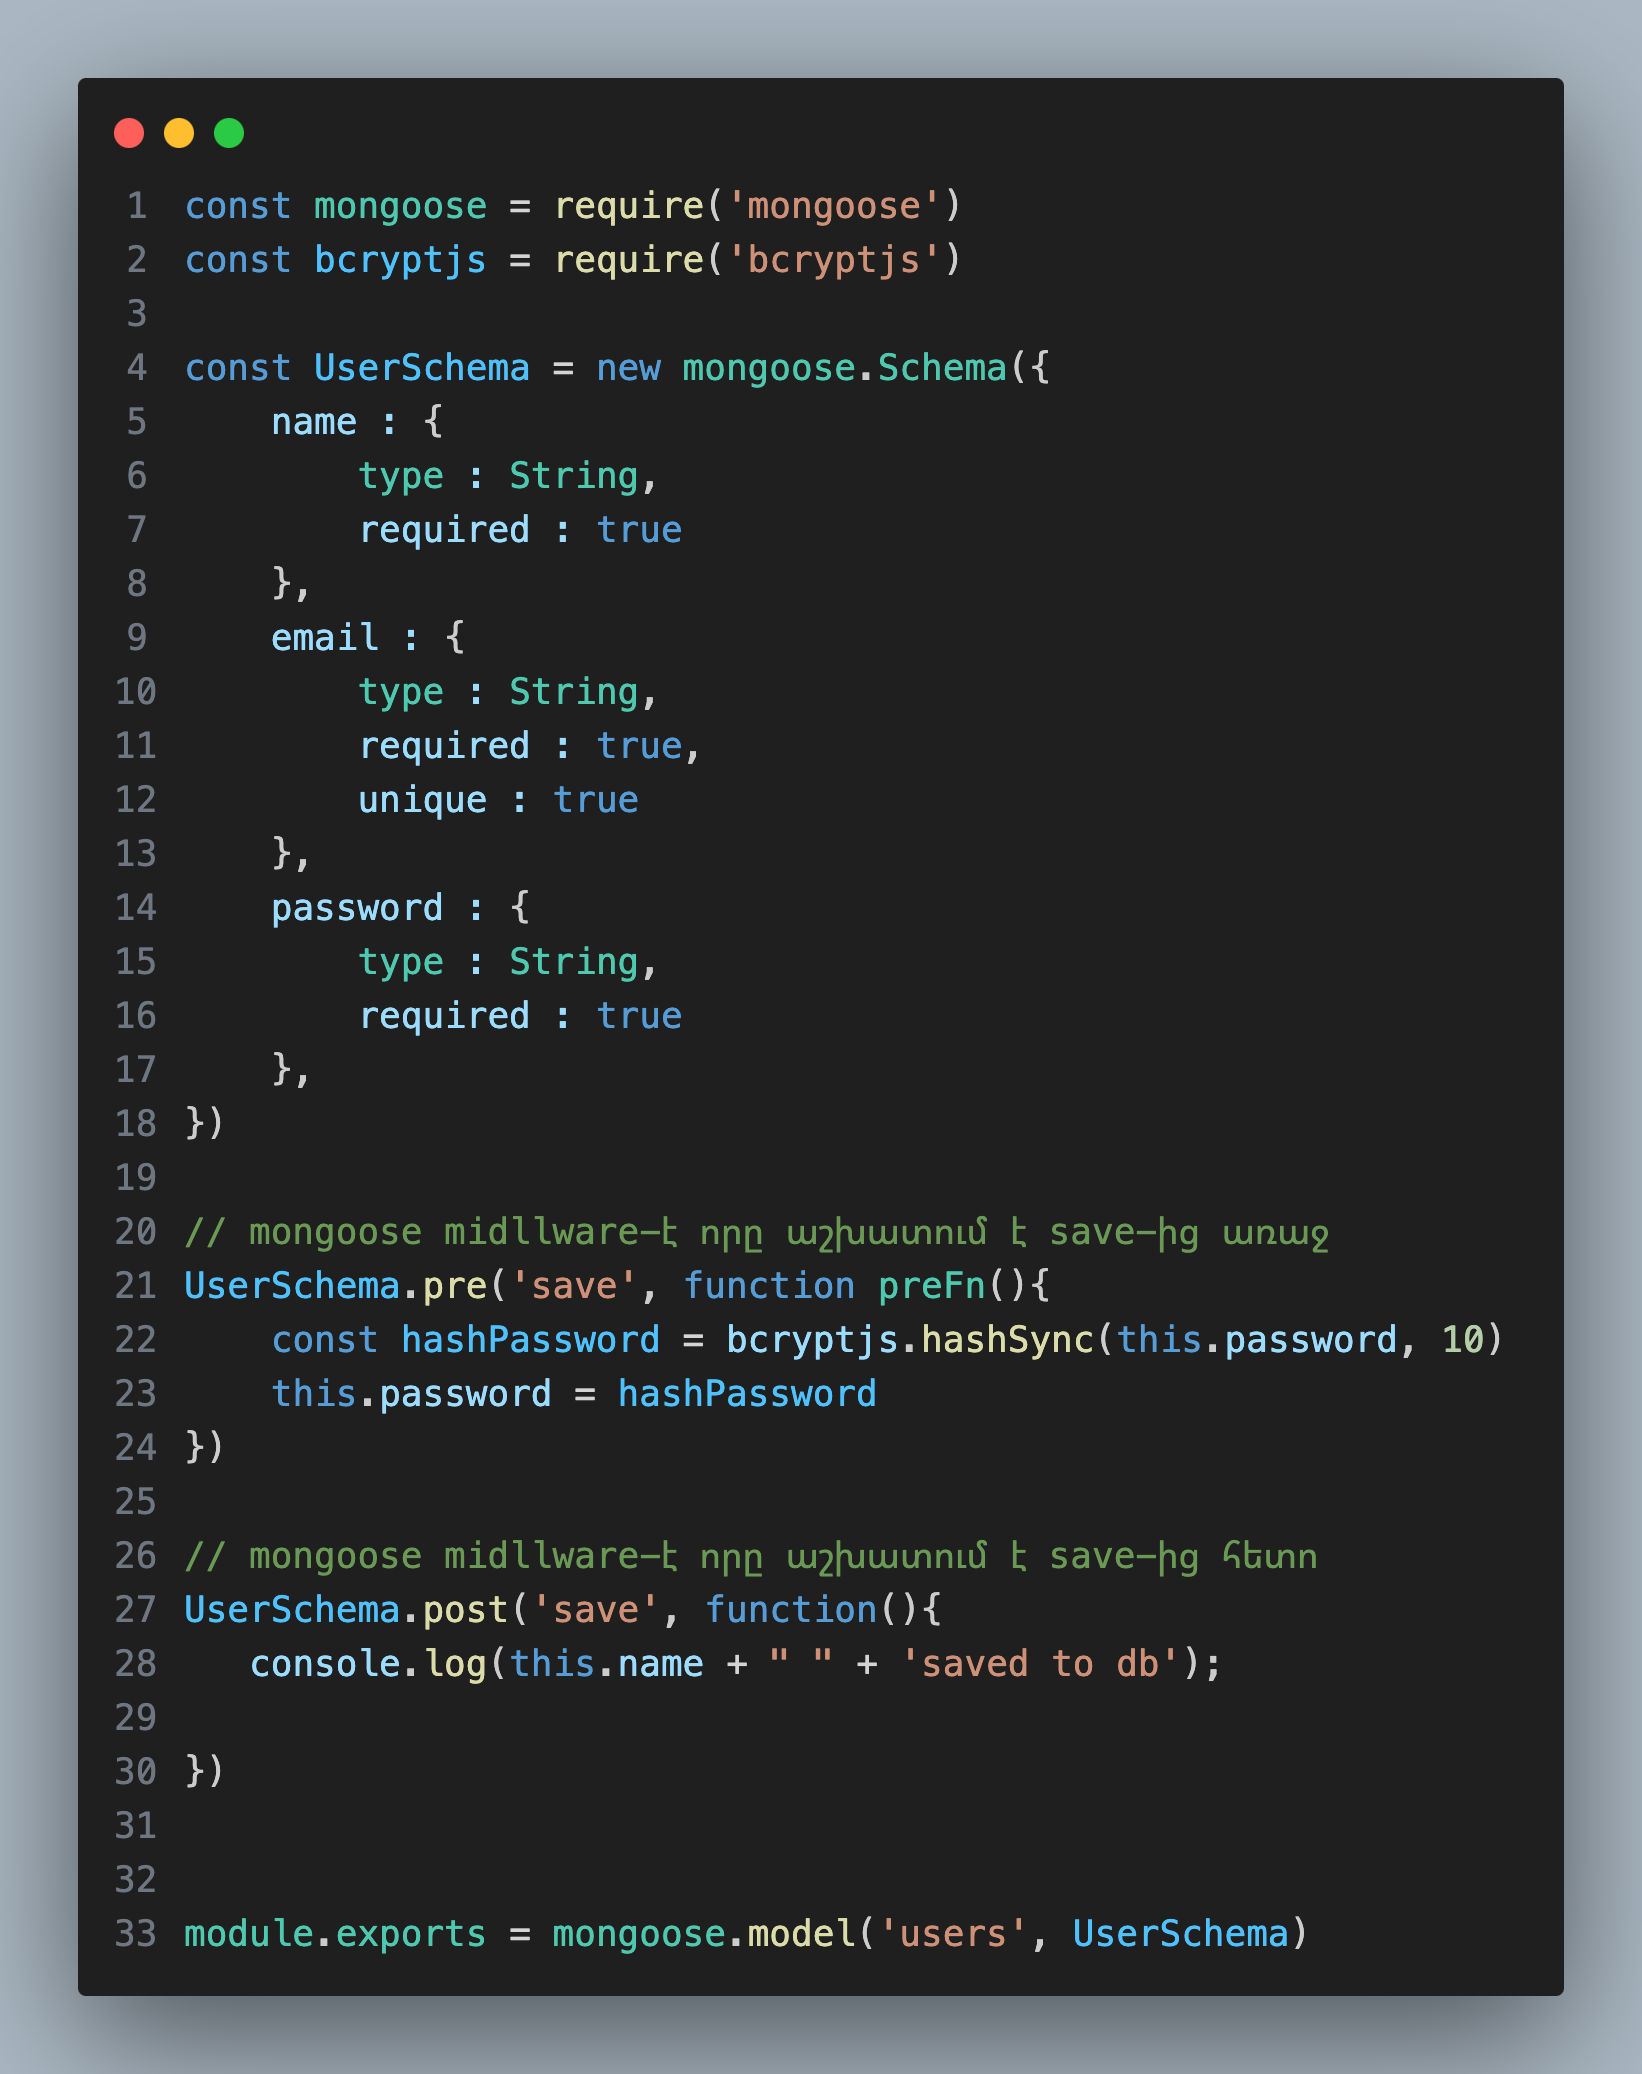 1 const mongoose = require('mongoose')
2 const bcryptjs = require('bcryptjs')
3
4 const UserSchema = new mongoose.Schema({
5     name : {
6         type : String,
7         required : true
8     },
9     email : {
10         type : String,
11         required : true,
12         unique : true
13     },
14     password : {
15         type : String,
16         required : true
17     },
18 })
19
20 // mongoose midllware-է որը աշխատում է save-ից առաջ
21 UserSchema.pre('save', function preFn(){
22     const hashPassword = bcryptjs.hashSync(this.password, 10)
23     this.password = hashPassword
24 })
25
26 // mongoose midllware-է որը աշխատում է save-ից հետո
27 UserSchema.post('save', function(){
28    console.log(this.name + " " + 'saved to db');
29
30 })
31
32
33 module.exports = mongoose.model('users', UserSchema)